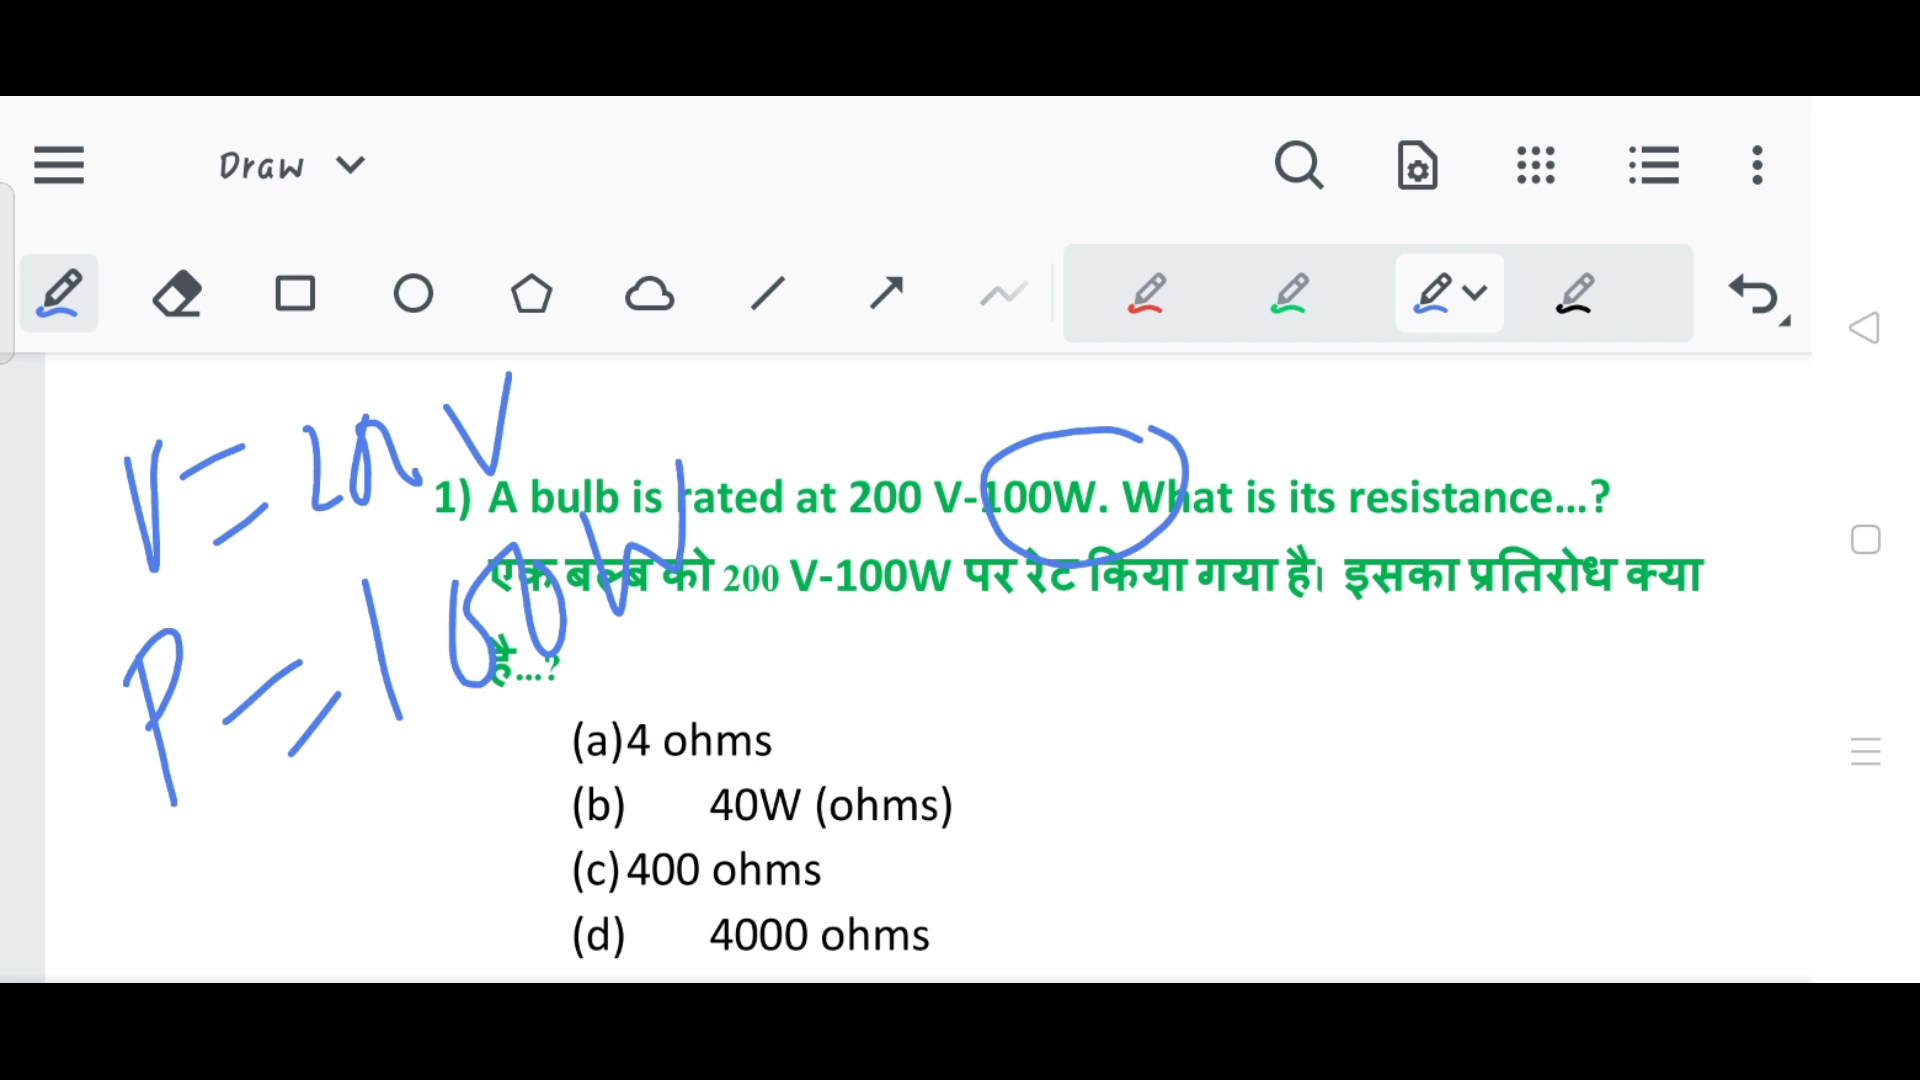 Draw
V=200 V
1) A bulb is rated at 200 V-100W. What is its resistance...?
एक बल्ब को 200 V-100W पर रेट किया गया है। इसका प्रतिरोध क्या
है...?
P=100W
(a)4 ohms
(b) 40W (ohms)
(c)400 ohms
(d) 4000 ohms